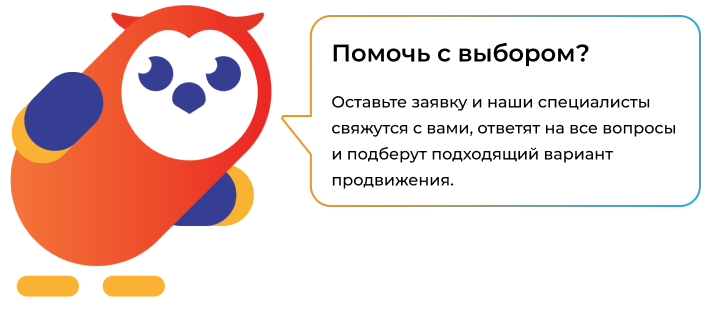 Помочь с выбором?
Оставьте заявку и наши специалисты
свяжутся с вами, ответят на все вопросы
и подберут подходящий вариант
продвижения.